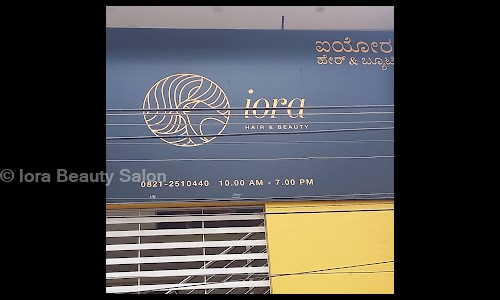 ಐಯೋರ
ಹೇರ್ & ಬ್ಯೂಟಿ
iora
HAIR & BEAUTY
© Iora Beauty Salon
0821-2510440 10.00 AM - 7.00 PM